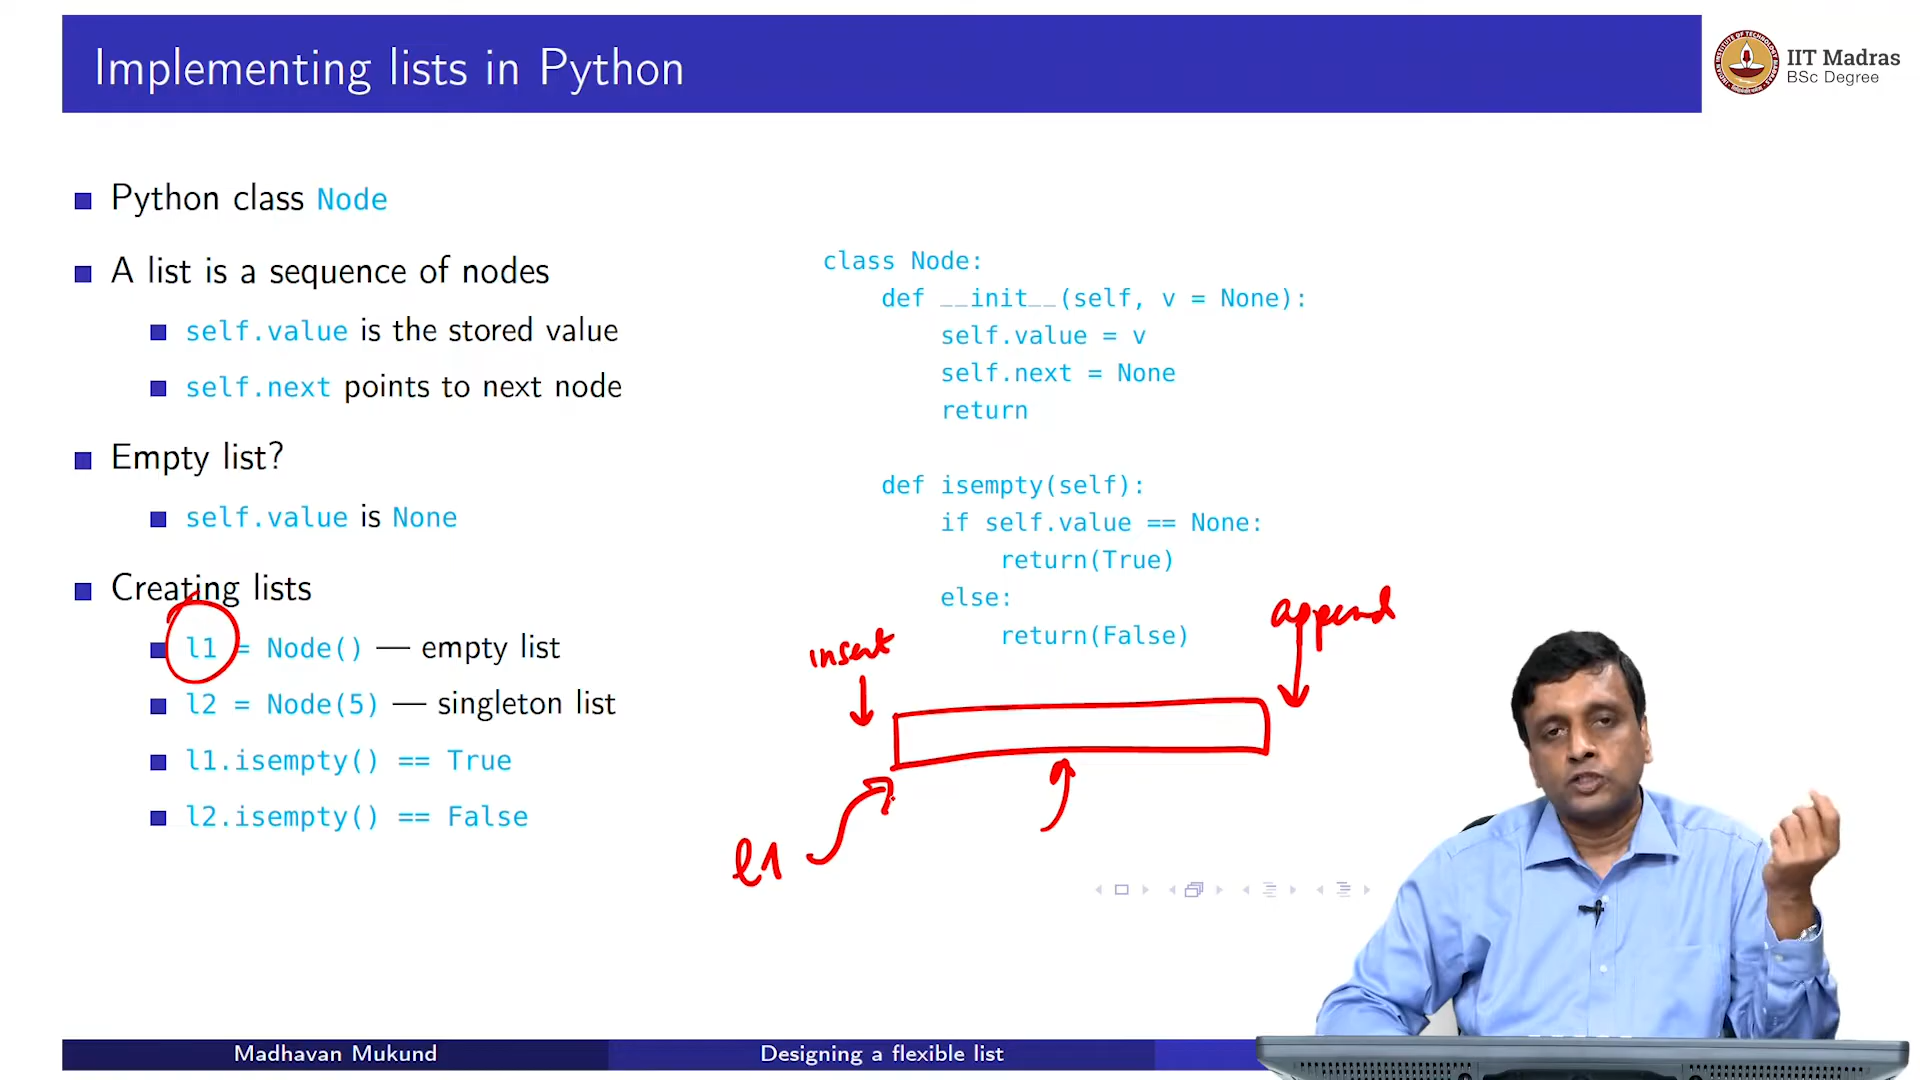 Implementing lists in Python
IIT Madras
BSc Degree
Python class Node
A list is a sequence of nodes
self.value is the stored value
self.next points to next node
Empty list?
self.value is None
Creating lists
l1 = Node() — empty list
l2 = Node(5) — singleton list
l1.isempty() == True
l2.isempty() == False
class Node:
def __init__(self, v = None):
self.value = v
self.next = None
return
def isempty(self):
if self.value == None:
return(True)
else:
return(False)
insert
append
l1
Madhavan Mukund
Designing a flexible list